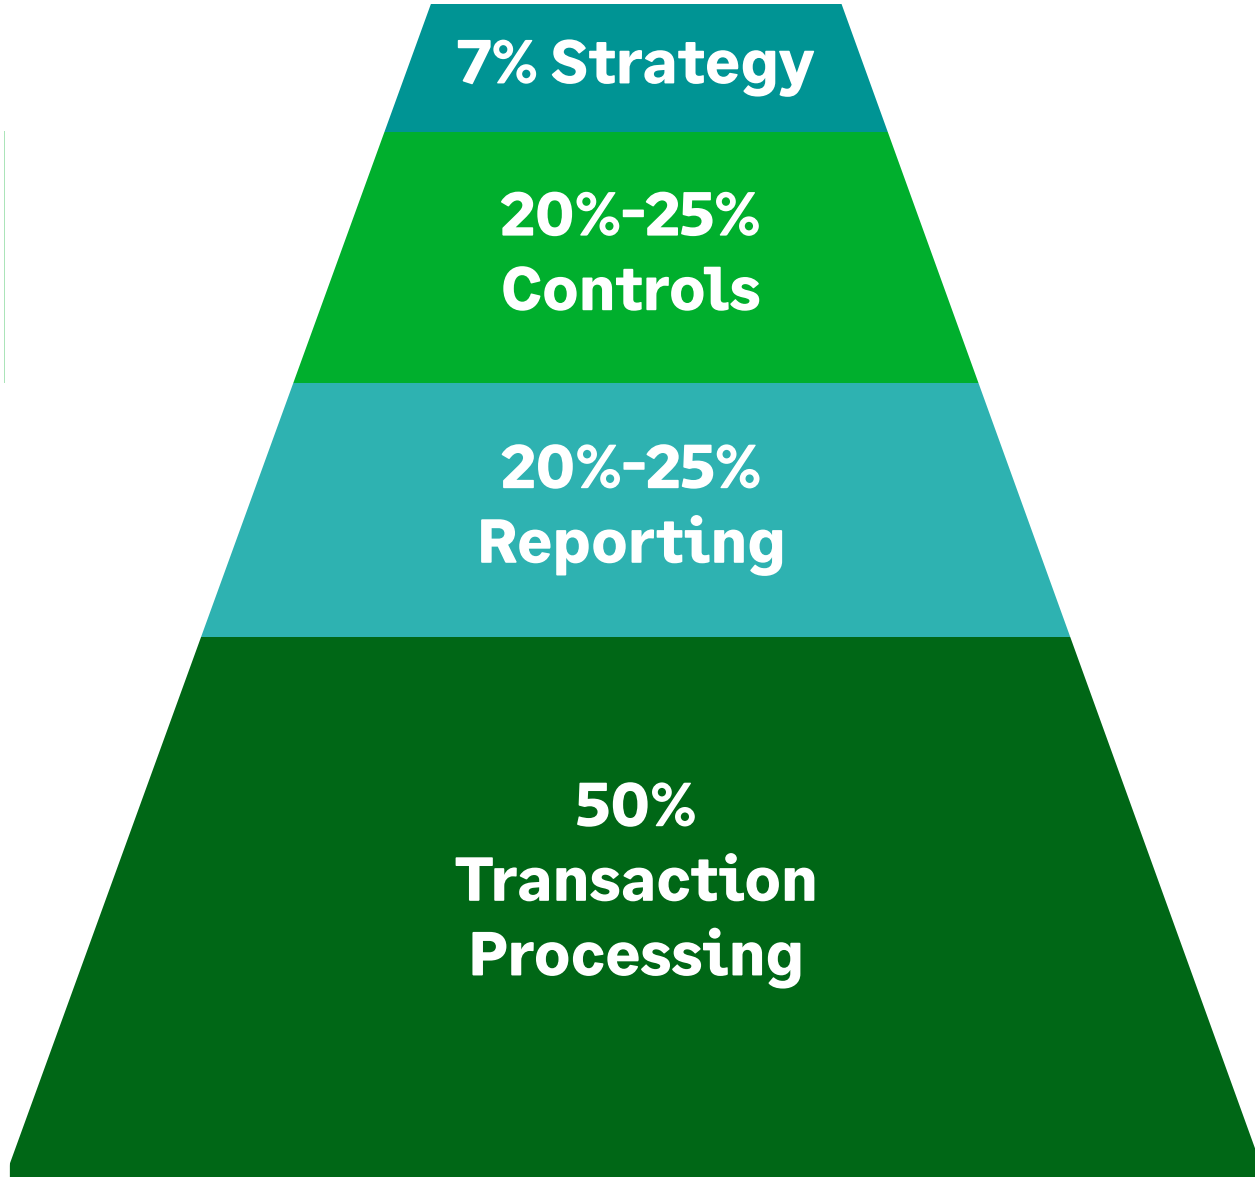 7% Strategy
20%-25%
Controls
20%-25%
Reporting
50%
Transaction
Processing